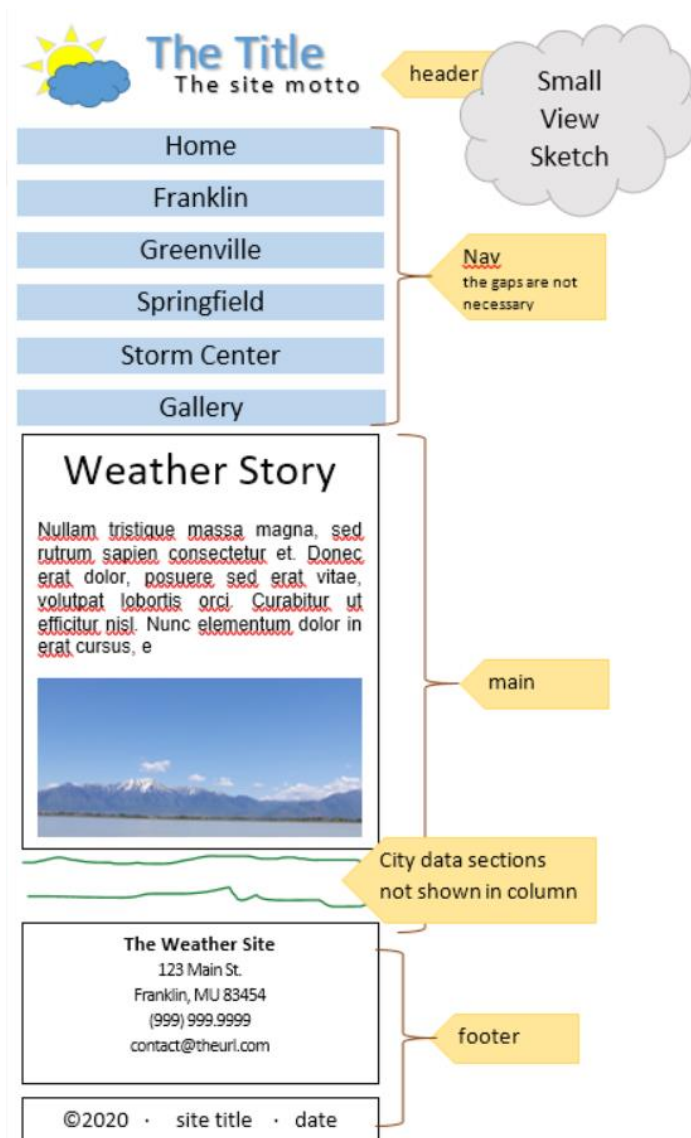 The Title
The site motto
header
Small
View
Sketch
Home
Franklin
Greenville
Springfield
Storm Center
Gallery
Nav
the gaps are not
necessary
Weather Story
Nullam tristique massa magna, sed
rutrum sapien consectetur et. Donec
erat dolor, posuere sed erat vitae,
volutpat lobortis orci. Curabitur ut
efficitur nisl. Nunc elementum dolor in
erat cursus, e
main
City data sections
not shown in column
The Weather Site
123 Main St.
Franklin, MU 83454
(999) 999.9999
contact@theurl.com
footer
©2020 · site title · date